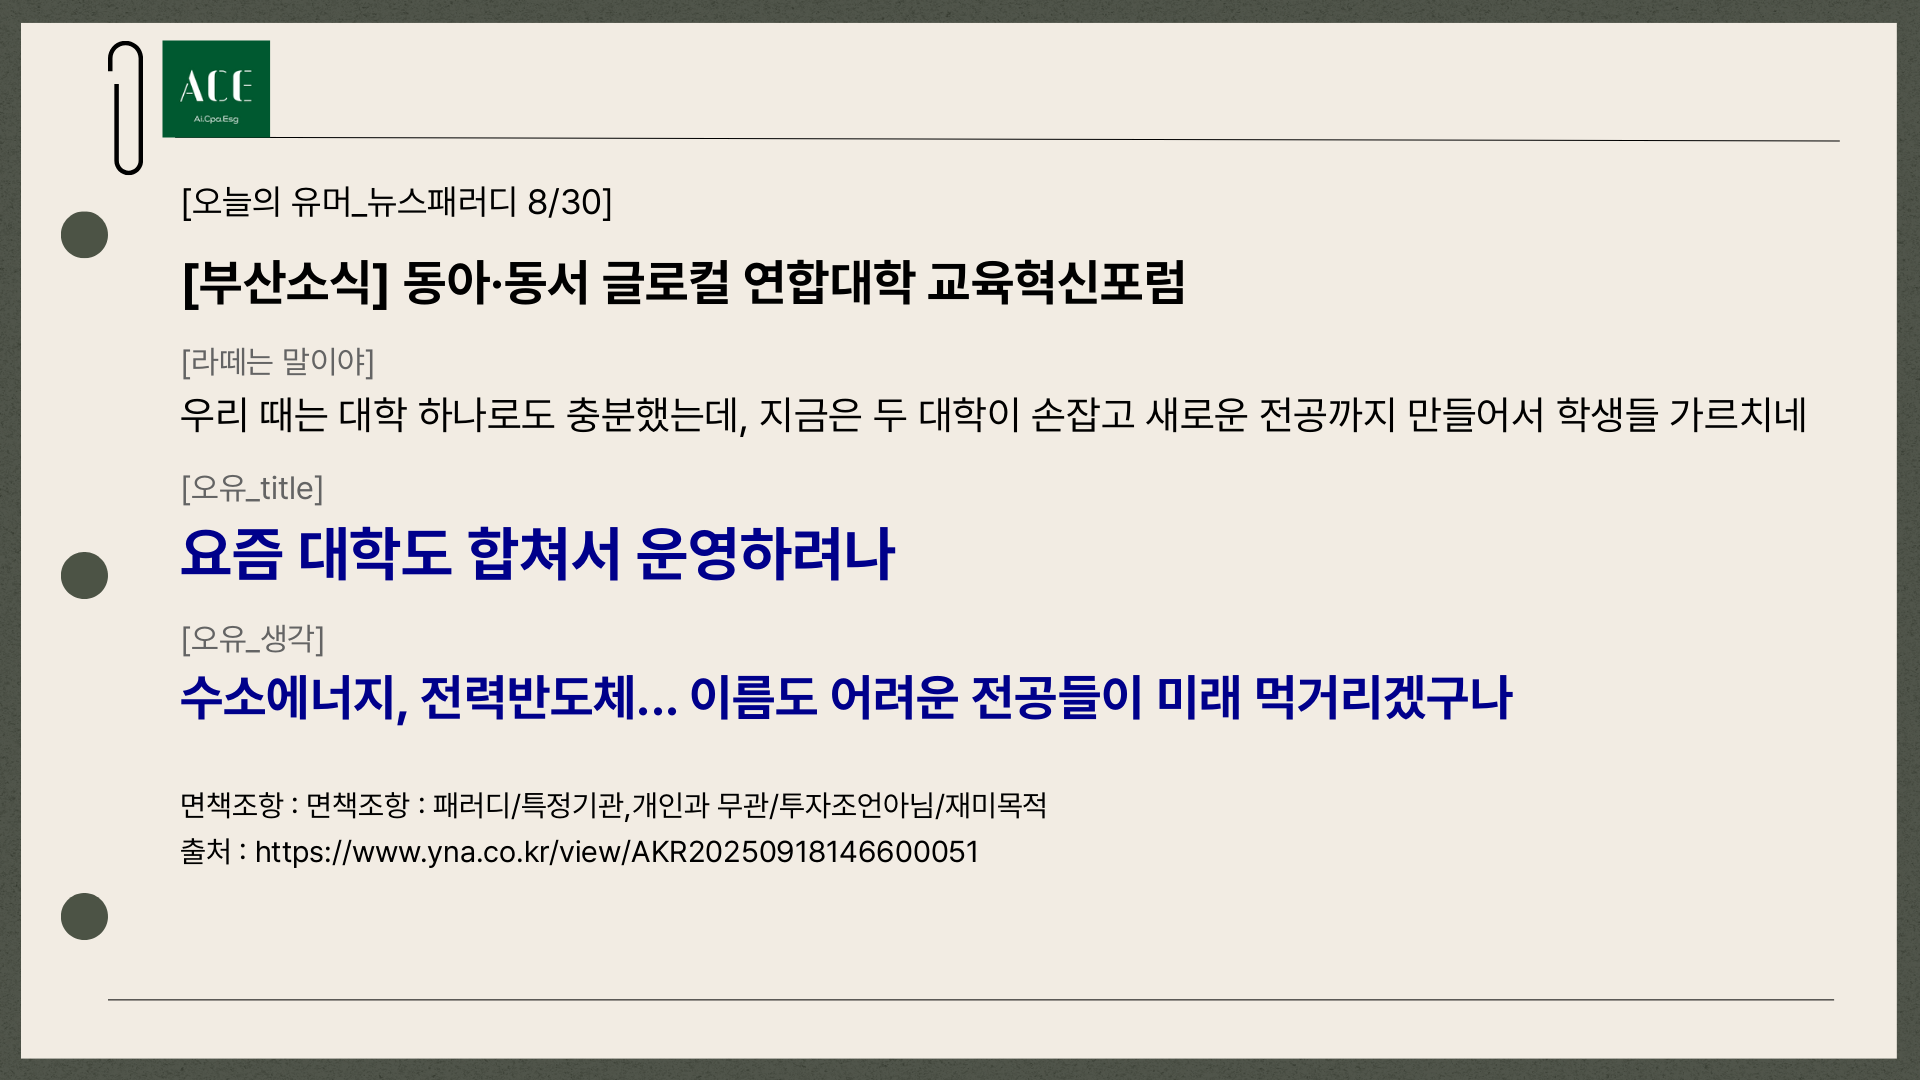 ACE
Ai.Cpa.Esg
[오늘의 유머_뉴스패러디 8/30]
[부산소식] 동아·동서 글로컬 연합대학 교육혁신포럼
[라떼는 말이야]
우리 때는 대학 하나로도 충분했는데, 지금은 두 대학이 손잡고 새로운 전공까지 만들어서 학생들 가르치네
[오유_title]
요즘 대학도 합쳐서 운영하려나
[오유_생각]
수소에너지, 전력반도체... 이름도 어려운 전공들이 미래 먹거리겠구나
면책조항 : 면책조항 : 패러디/특정기관,개인과 무관/투자조언아님/재미목적
출처 : https://www.yna.co.kr/view/AKR20250918146600051